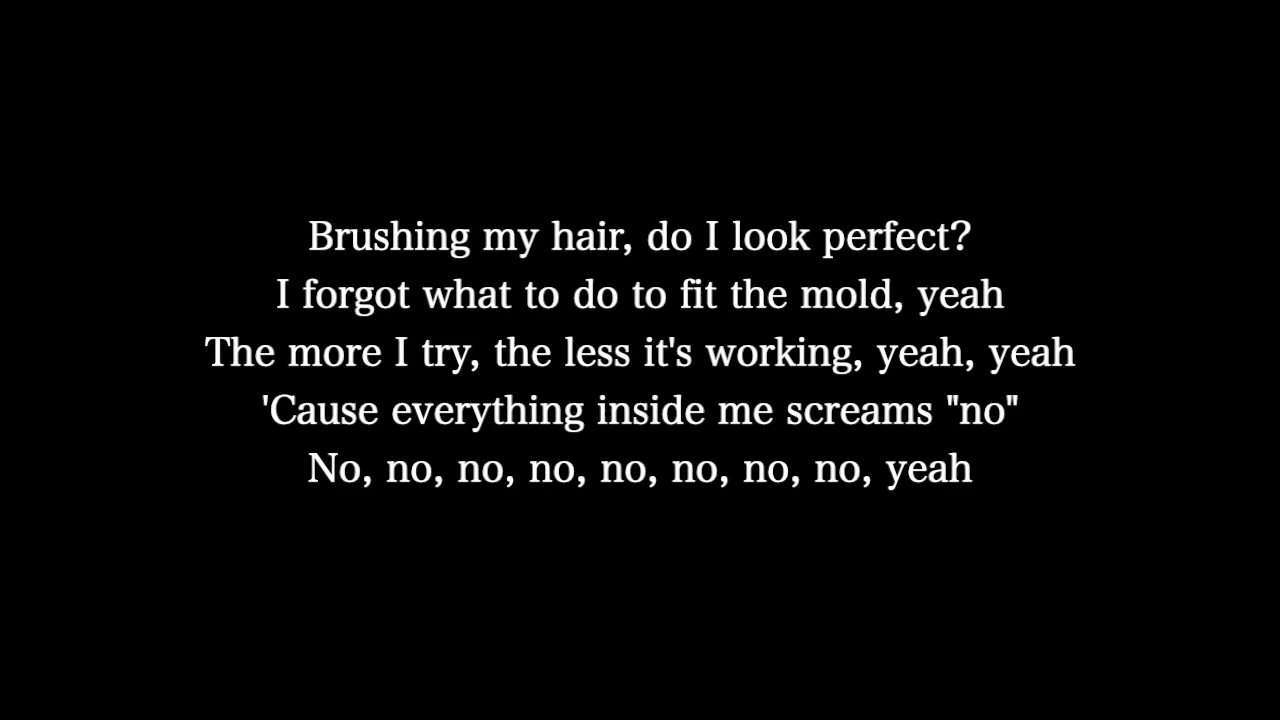 Brushing my hair, do I look perfect?
I forgot what to do to fit the mold, yeah
The more I try, the less it's working, yeah, yeah
'Cause everything inside me screams "no"
No, no, no, no, no, no, no, no, yeah